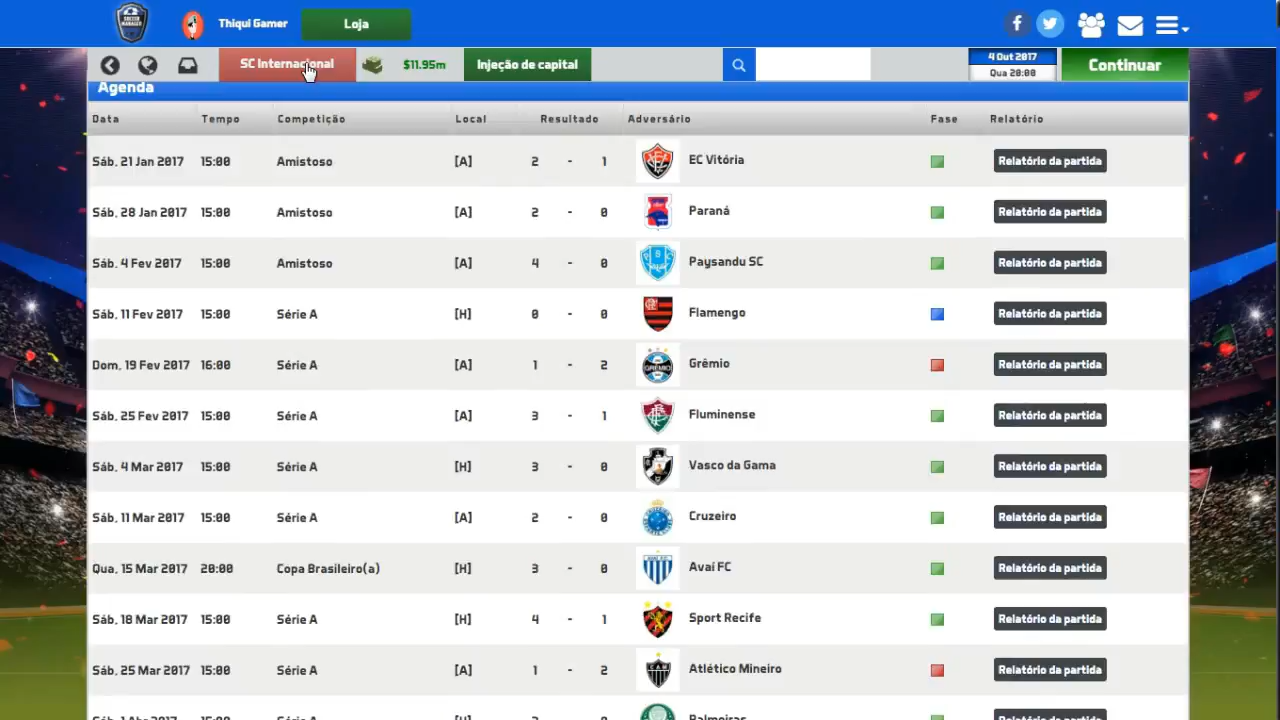 Thiqui Gamer
Loja
SC Internacional
$11.95m
Injeção de capital
4 Out 2017
Qua 20:00
Continuar
Agenda
Data Tempo Competição Local Resultado Adversário Fase Relatório
Sáb, 21 Jan 2017 15:00 Amistoso [A] 2 - 1 EC Vitória Relatório da partida
Sáb, 28 Jan 2017 15:00 Amistoso [A] 2 - 0 Paraná Relatório da partida
Sáb, 4 Fev 2017 15:00 Amistoso [A] 4 - 0 Paysandu SC Relatório da partida
Sáb, 11 Fev 2017 15:00 Série A [H] 0 - 0 Flamengo Relatório da partida
Dom, 19 Fev 2017 16:00 Série A [A] 1 - 2 Grêmio Relatório da partida
Sáb, 25 Fev 2017 15:00 Série A [A] 3 - 1 Fluminense Relatório da partida
Sáb, 4 Mar 2017 15:00 Série A [H] 3 - 0 Vasco da Gama Relatório da partida
Sáb, 11 Mar 2017 15:00 Série A [A] 2 - 0 Cruzeiro Relatório da partida
Qua, 15 Mar 2017 20:00 Copa Brasileiro(a) [H] 3 - 0 Avaí FC Relatório da partida
Sáb, 18 Mar 2017 15:00 Série A [H] 4 - 1 Sport Recife Relatório da partida
Sáb, 25 Mar 2017 15:00 Série A [A] 1 - 2 Atlético Mineiro Relatório da partida
Palmeiras